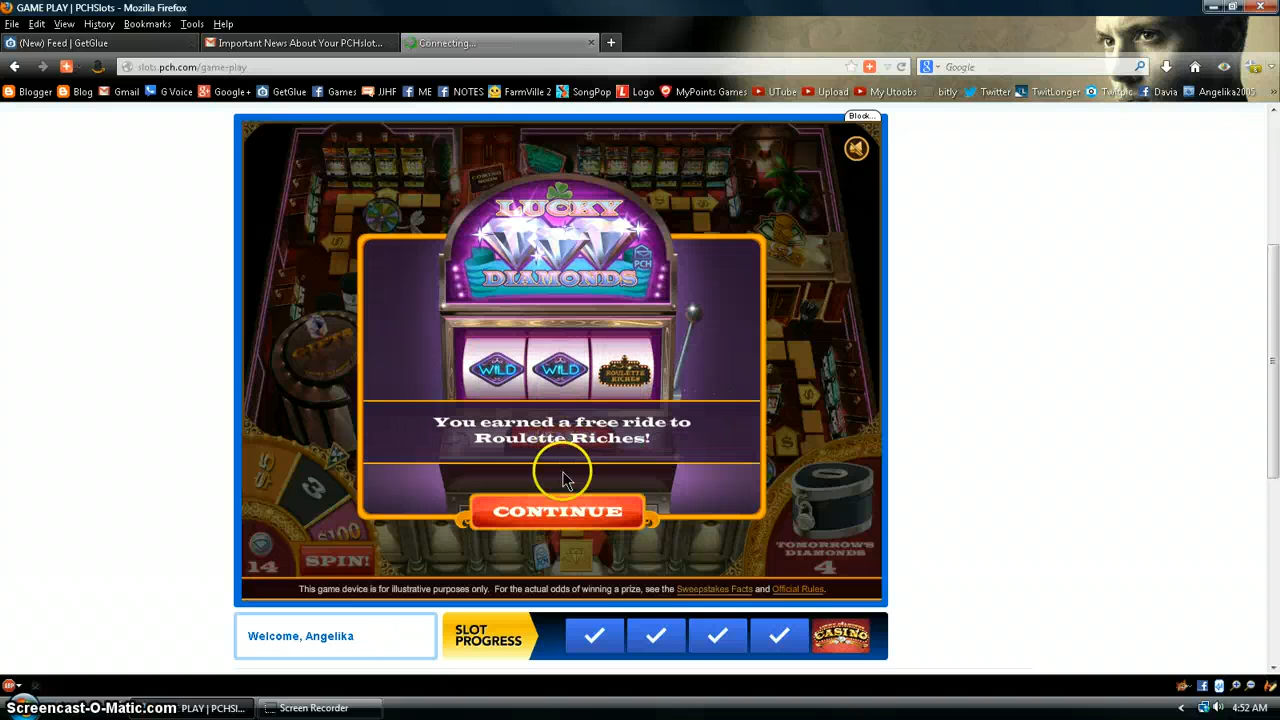 GAME PLAY | PCHSlots - Mozilla Firefox
File Edit View History Bookmarks Tools Help
(New) Feed | GetGlue
Important News About Your PCHslot...
Connecting...
slots.pch.com/game-play
Google
Blogger Blog Gmail G Voice Google+ GetGlue Games JJHF ME NOTES FarmVille 2 SongPop Logo MyPoints Games UTube Upload My Utoobs bitly Twitter TwitLonger Twitpic Davia Angelika2005
Block...
LUCKY
DIAMONDS
PCH
WILD WILD ROULETTE RICHES
You earned a free ride to
Roulette Riches!
CONTINUE
3
$100
SPIN!
14
TOMORROW'S
DIAMONDS
4
This game device is for illustrative purposes only. For the actual odds of winning a prize, see the Sweepstakes Facts and Official Rules.
Welcome, Angelika
SLOT
PROGRESS
CASINO
ABP
Screencast-O-Matic.com
PLAY | PCHSl...
Screen Recorder
4:52 AM